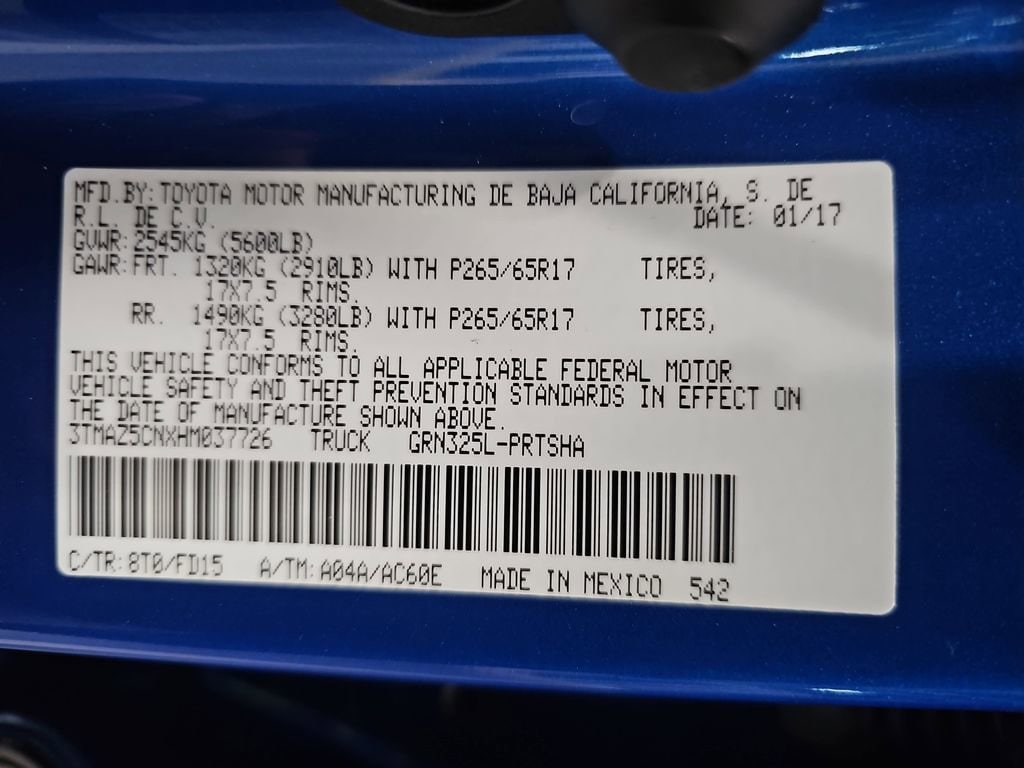 MFD.BY:TOYOTA MOTOR MANUFACTURING DE BAJA CALIFORNIA, S. DE
R.L. DE C.V. DATE: 01/17
GVWR:2545KG (5600LB)
GAWR:FRT. 1320KG (2910LB) WITH P265/65R17 TIRES,
17X7.5 RIMS.
RR. 1490KG (3280LB) WITH P265/65R17 TIRES,
17X7.5 RIMS.
THIS VEHICLE CONFORMS TO ALL APPLICABLE FEDERAL MOTOR
VEHICLE SAFETY AND THEFT PREVENTION STANDARDS IN EFFECT ON
THE DATE OF MANUFACTURE SHOWN ABOVE.
3TMAZ5CNXHM037726 TRUCK GRN325L-PRTSHA
C/TR:8T0/FD15 A/TM:A04A/AC60E MADE IN MEXICO 542